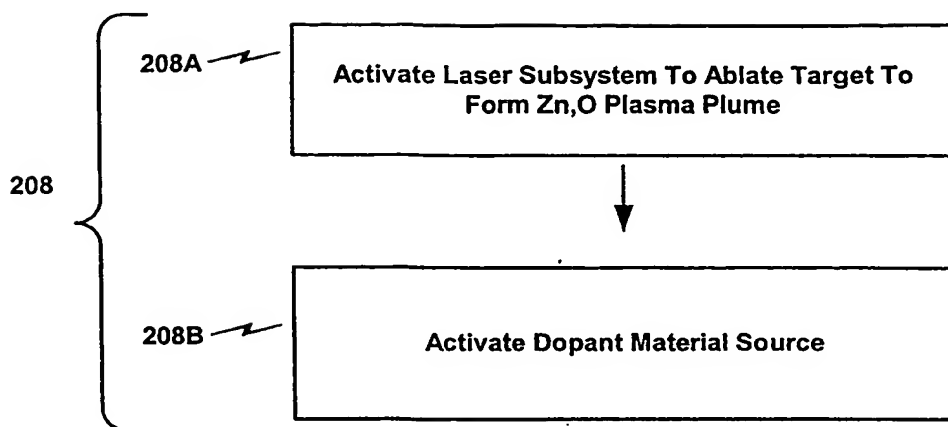 208A
Activate Laser Subsystem To Ablate Target To
Form Zn,O Plasma Plume
208
208B
Activate Dopant Material Source